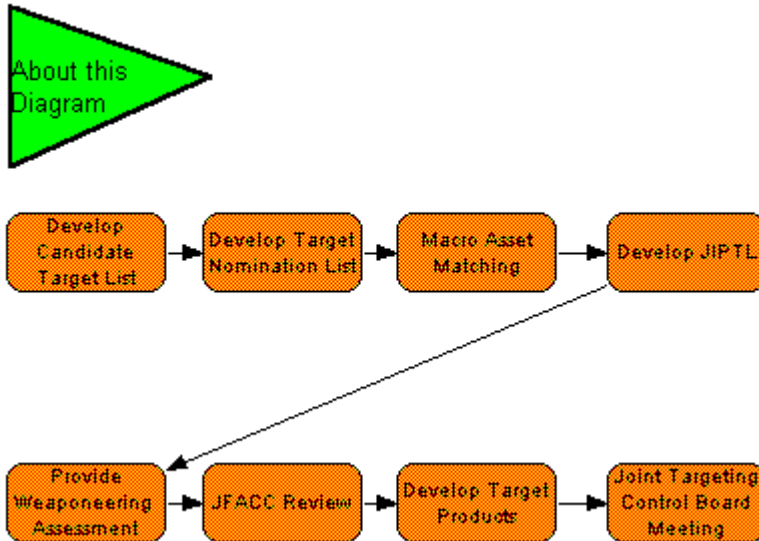 About this
Diagram
Develop
Candidate
Target List
Develop Target
Nomination List
Macro Asset
Matching
Develop JIPTL
Provide
Weaponeering
Assessment
JFACC Review
Develop Target
Products
Joint Targeting
Control Board
Meeting